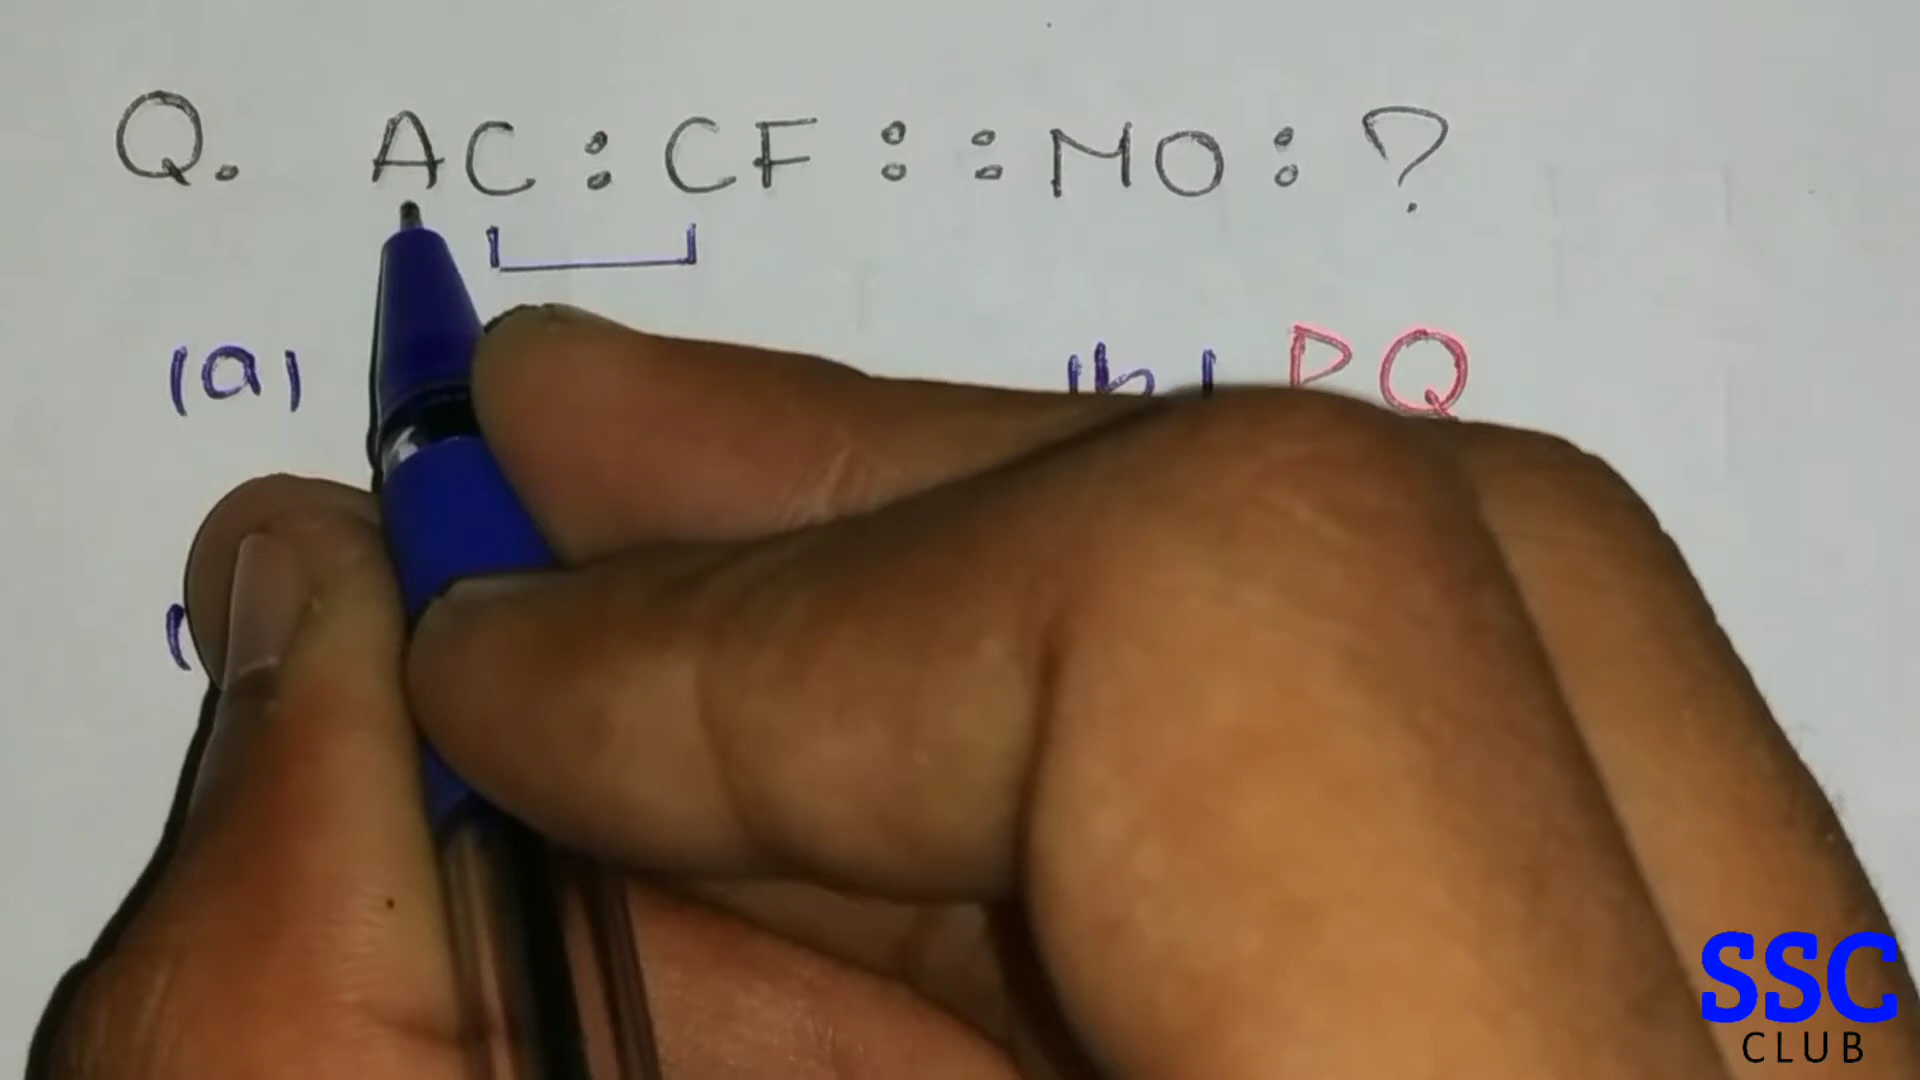 Q. AC : CF : : MO : ?
(a) (b) PQ
(
SSC
CLUB